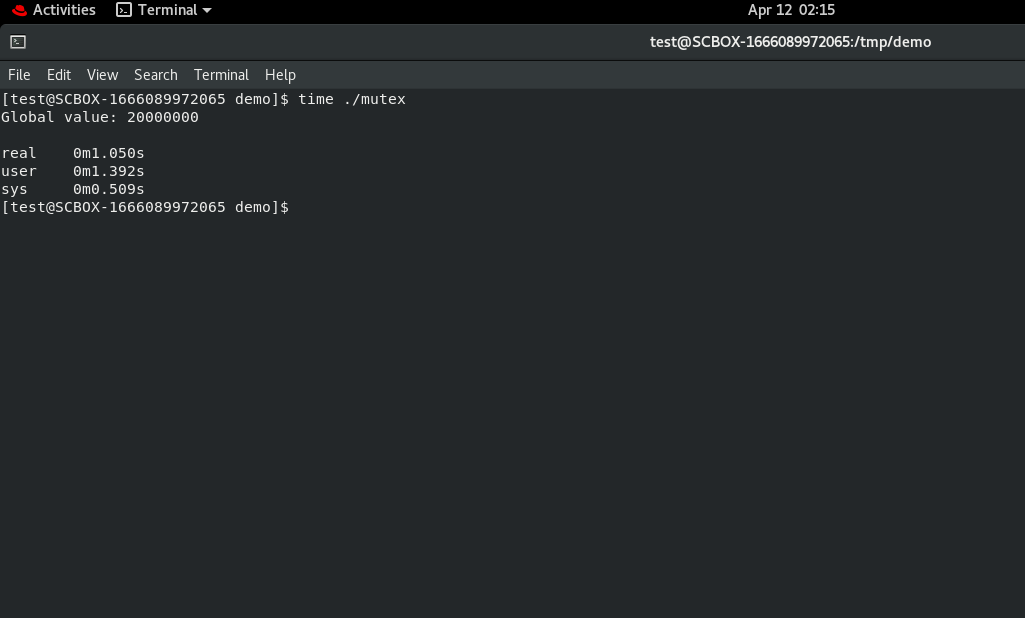 Activities Terminal Apr 12 02:15
test@SCBOX-1666089972065:/tmp/demo
File Edit View Search Terminal Help
[test@SCBOX-1666089972065 demo]$ time ./mutex
Global value: 20000000
real 0m1.050s
user 0m1.392s
sys 0m0.509s
[test@SCBOX-1666089972065 demo]$